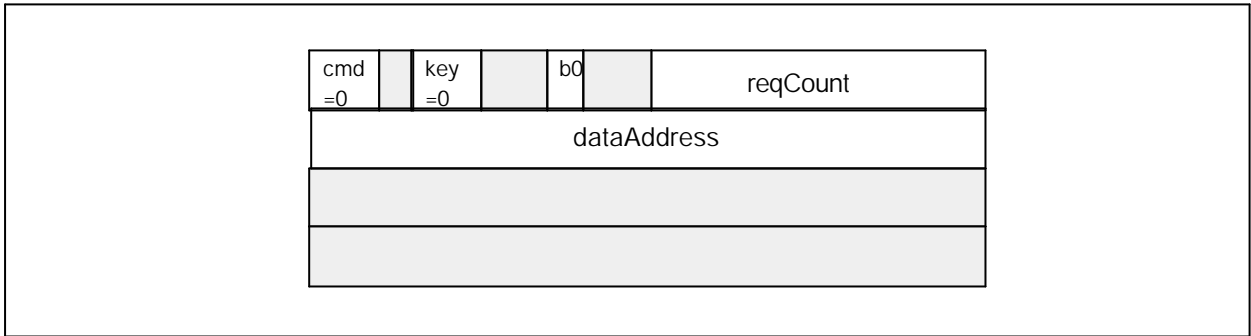 cmd
=0
key
=0
b0
reqCount
dataAddress